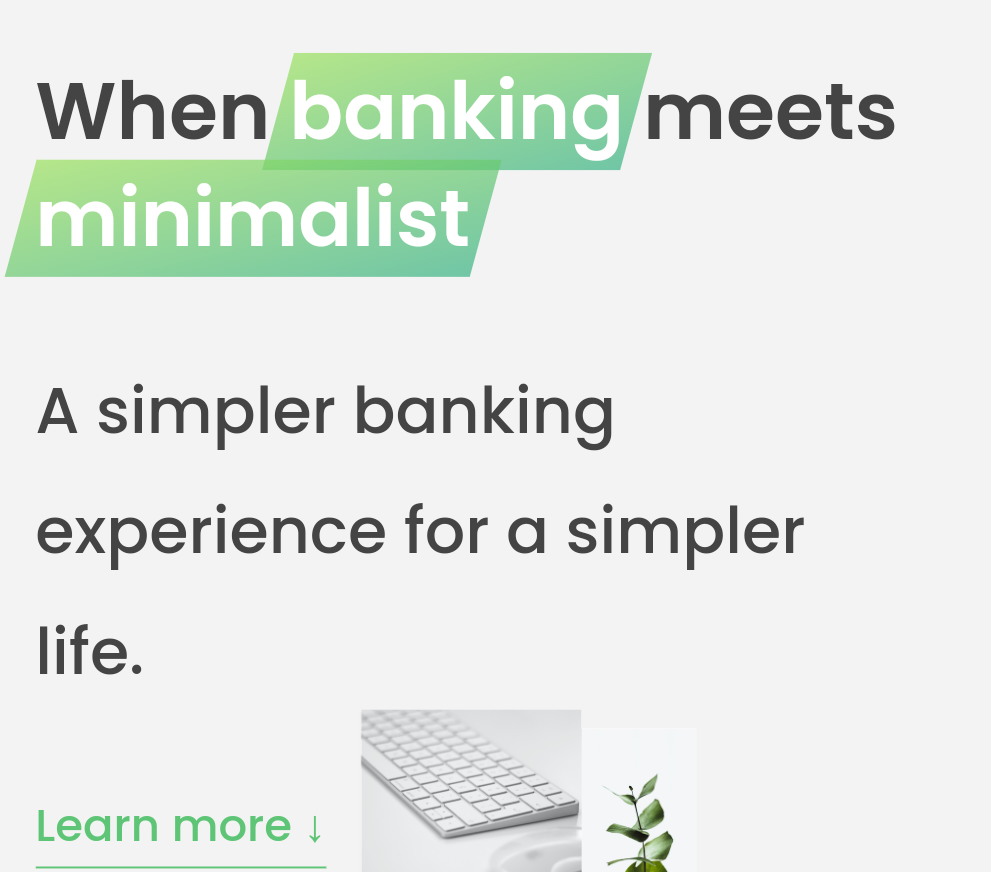 When banking meets
minimalist
A simpler banking
experience for a simpler
life.
Learn more ↓